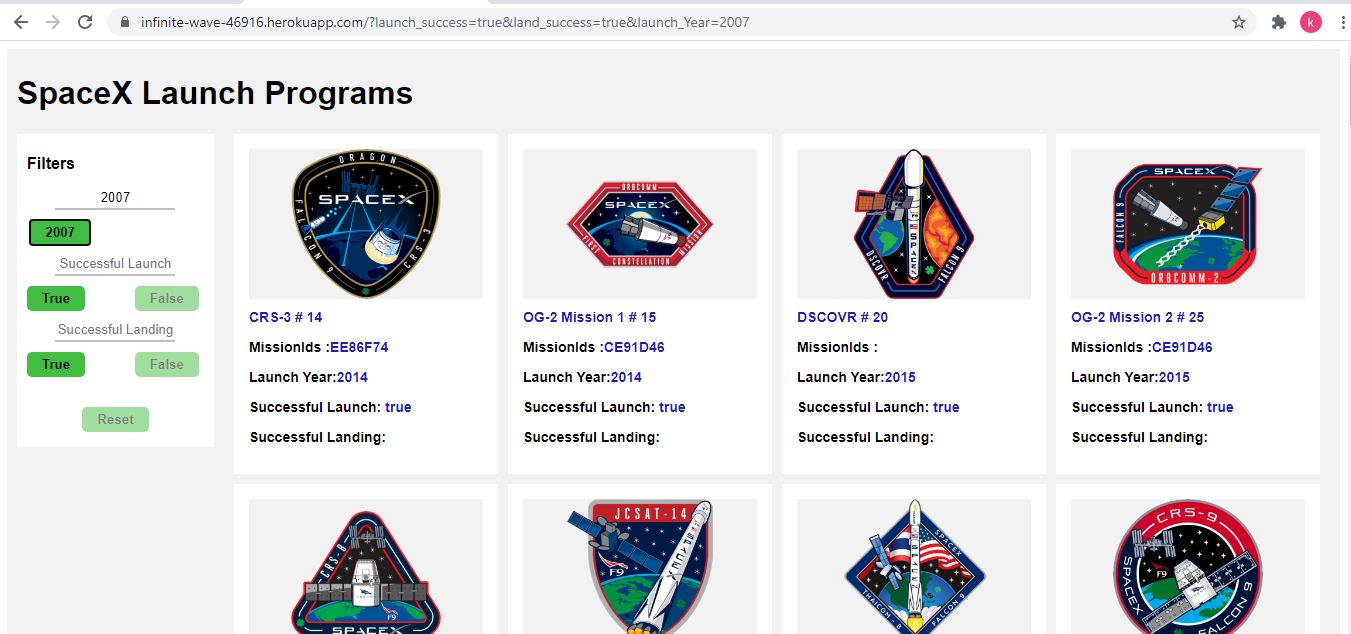 infinite-wave-46916.herokuapp.com/?launch_success=true&land_success=true&launch_Year=2007
k
SpaceX Launch Programs
Filters
2007
2007
Successful Launch
True False
Successful Landing
True False
Reset
DRAGON
SPACEX
FALCON 9
CRS-3
CRS-3 # 14
MissionIds :EE86F74
Launch Year:2014
Successful Launch: true
Successful Landing:
ORBCOMM
SPACEX
FIRST CONSTELLATION MISSION
OG-2 Mission 1 # 15
MissionIds :CE91D46
Launch Year:2014
Successful Launch: true
Successful Landing:
F9
SPACEX
DSCOVR
FALCON 9
DSCOVR # 20
MissionIds :
Launch Year:2015
Successful Launch: true
Successful Landing:
SPACEX
FALCON 9
ORBCOMM-2
OG-2 Mission 2 # 25
MissionIds :CE91D46
Launch Year:2015
Successful Launch: true
Successful Landing:
CRS-8
F9
SPACEX
JCSAT-14
F9
SPACEX
SPACEX
SPACEX
THAICOM - 8
FALCON 9
CRS-9
F9
SPACEX
FALCON 9